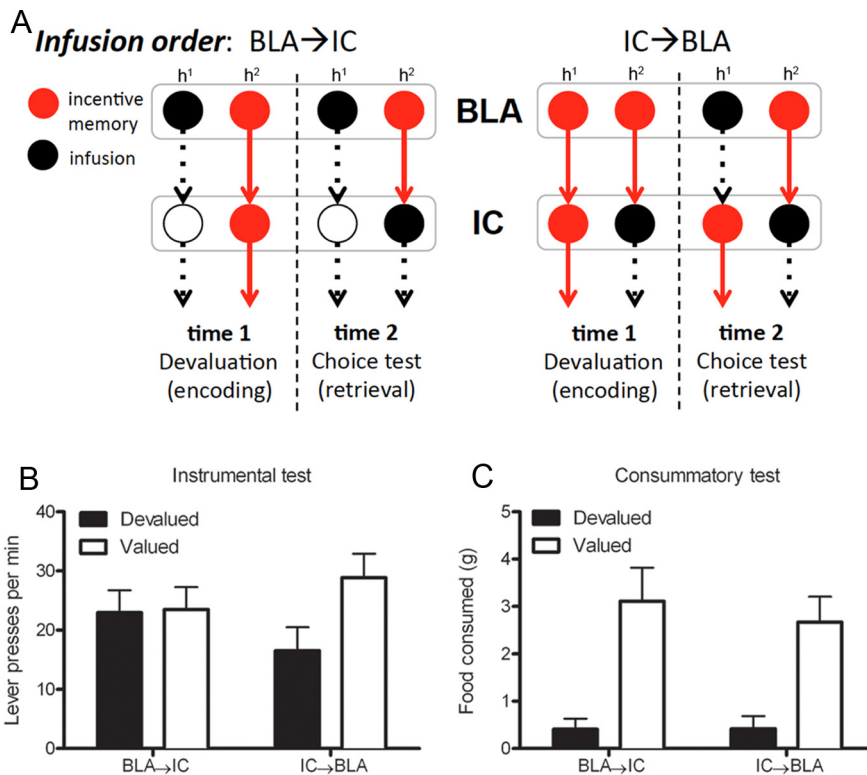 A
Infusion order: BLA→IC
IC→BLA
h¹ h² h¹ h²
h¹ h² h¹ h²
incentive
memory
infusion
BLA
IC
time 1
Devaluation
(encoding)
time 2
Choice test
(retrieval)
time 1
Devaluation
(encoding)
time 2
Choice test
(retrieval)
B
Instrumental test
Lever presses per min
40
30
20
10
0
Devalued
Valued
BLA→IC
IC→BLA
C
Consummatory test
Food consumed (g)
5
4
3
2
1
0
Devalued
Valued
BLA→IC
IC→BLA